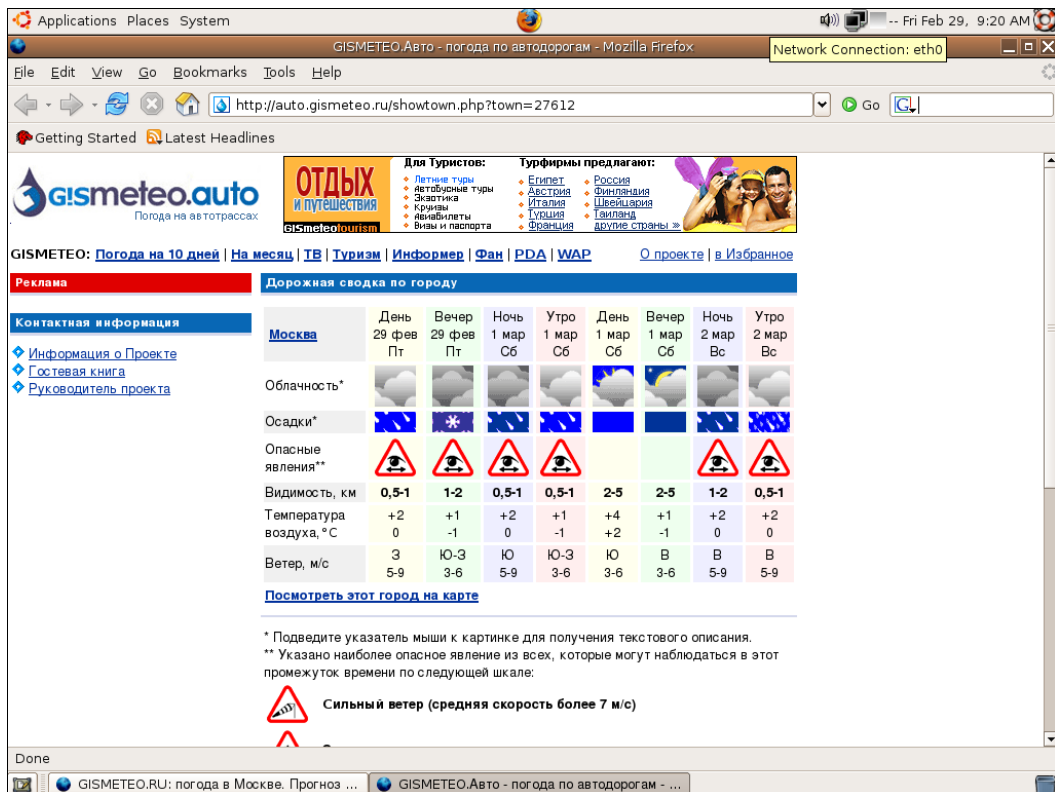 Applications Places System
-- Fri Feb 29, 9:20 AM
GISMETEO.Авто - погода по автодорогам - Mozilla Firefox
Network Connection: eth0
File Edit View Go Bookmarks Tools Help
http://auto.gismeteo.ru/showtown.php?town=27612
Go
G
Getting Started Latest Headlines
gismeteo.auto
Погода на автотрассах
ОТДЫХ
и путешествия
GISmeteotourism
Для Туристов:
Летние туры
Автобусные туры
Экзотика
Круизы
Авиабилеты
Визы и паспорта
Турфирмы предлагают:
Египет
Австрия
Италия
Турция
Франция
Россия
Финляндия
Швейцария
Таиланд
другие страны »
GISMETEO: Погода на 10 дней | На месяц | ТВ | Туризм | Информер | Фан | PDA | WAP
О проекте | в Избранное
Реклама
Контактная информация
Информация о Проекте
Гостевая книга
Руководитель проекта
Дорожная сводка по городу
День Вечер Ночь Утро День Вечер Ночь Утро
Москва 29 фев 29 фев 1 мар 1 мар 1 мар 1 мар 2 мар 2 мар
Пт Пт Сб Сб Сб Сб Вс Вс
Облачность*
Осадки*
Опасные
явления**
Видимость, км 0,5-1 1-2 0,5-1 0,5-1 2-5 2-5 1-2 0,5-1
Температура +2 +1 +2 +1 +4 +1 +2 +2
воздуха,°C 0 -1 0 -1 +2 -1 0 0
Ветер, м/с З Ю-З Ю Ю-З Ю В В В
5-9 3-6 5-9 3-6 3-6 3-6 5-9 5-9
Посмотреть этот город на карте
* Подведите указатель мыши к картинке для получения текстового описания.
** Указано наиболее опасное явление из всех, которые могут наблюдаться в этот
промежуток времени по следующей шкале:
Сильный ветер (средняя скорость более 7 м/с)
Done
GISMETEO.RU: погода в Москве. Прогноз ...
GISMETEO.Авто - погода по автодорогам - ...